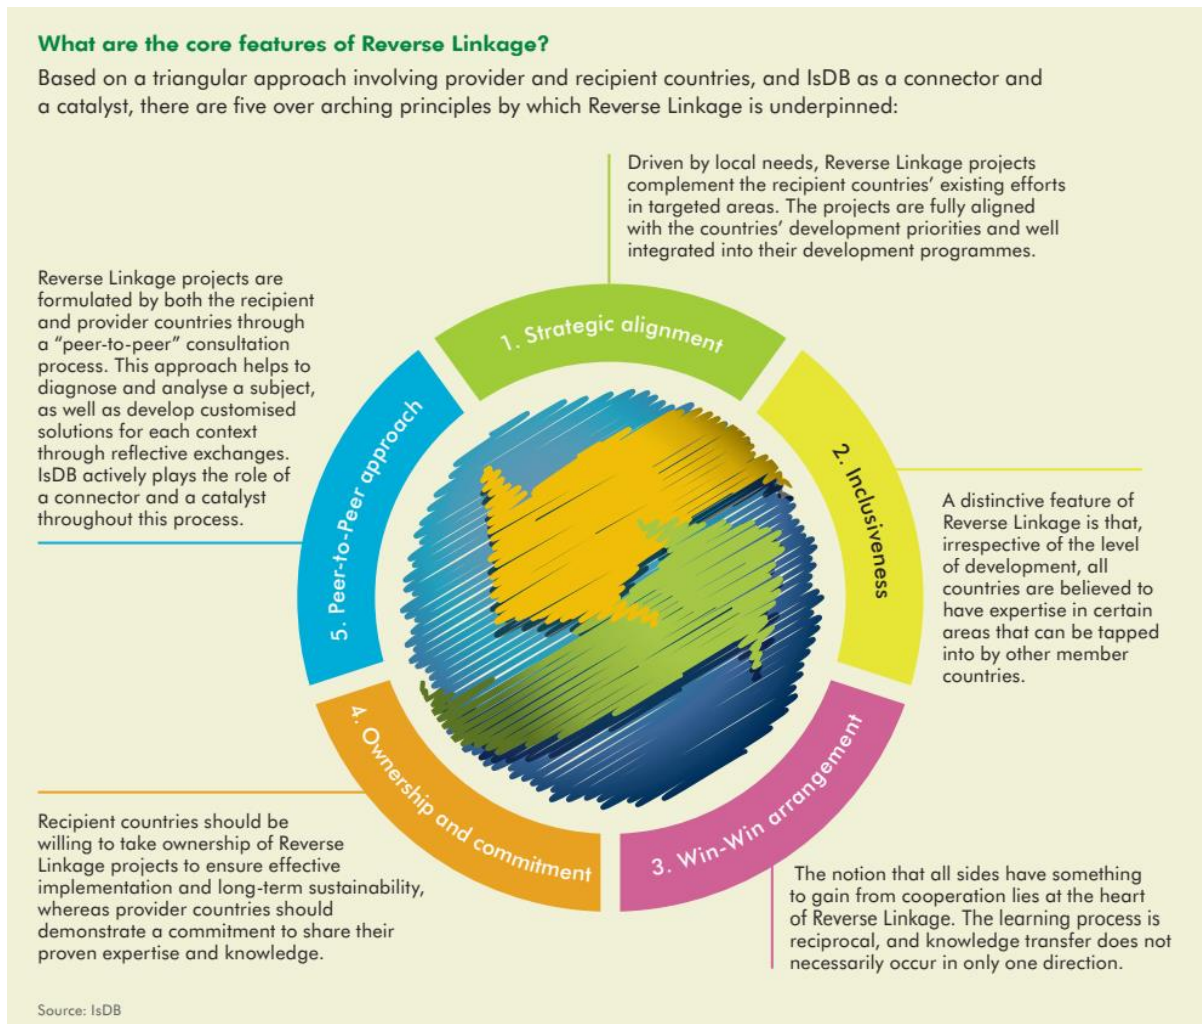 What are the core features of Reverse Linkage?
Based on a triangular approach involving provider and recipient countries, and IsDB as a connector and
a catalyst, there are five over arching principles by which Reverse Linkage is underpinned:
1. Strategic alignment
Driven by local needs, Reverse Linkage projects
complement the recipient countries’ existing efforts
in targeted areas. The projects are fully aligned
with the countries’ development priorities and well
integrated into their development programmes.
2. Inclusiveness
A distinctive feature of
Reverse Linkage is that,
irrespective of the level
of development, all
countries are believed to
have expertise in certain
areas that can be tapped
into by other member
countries.
3. Win-Win arrangement
The notion that all sides have something
to gain from cooperation lies at the heart
of Reverse Linkage. The learning process is
reciprocal, and knowledge transfer does not
necessarily occur in only one direction.
4. Ownership and commitment
Recipient countries should be
willing to take ownership of Reverse
Linkage projects to ensure effective
implementation and long-term sustainability,
whereas provider countries should
demonstrate a commitment to share their
proven expertise and knowledge.
5. Peer-to-Peer approach
Reverse Linkage projects are
formulated by both the recipient
and provider countries through
a “peer-to-peer” consultation
process. This approach helps to
diagnose and analyse a subject,
as well as develop customised
solutions for each context
through reflective exchanges.
IsDB actively plays the role of
a connector and a catalyst
throughout this process.
Source: IsDB